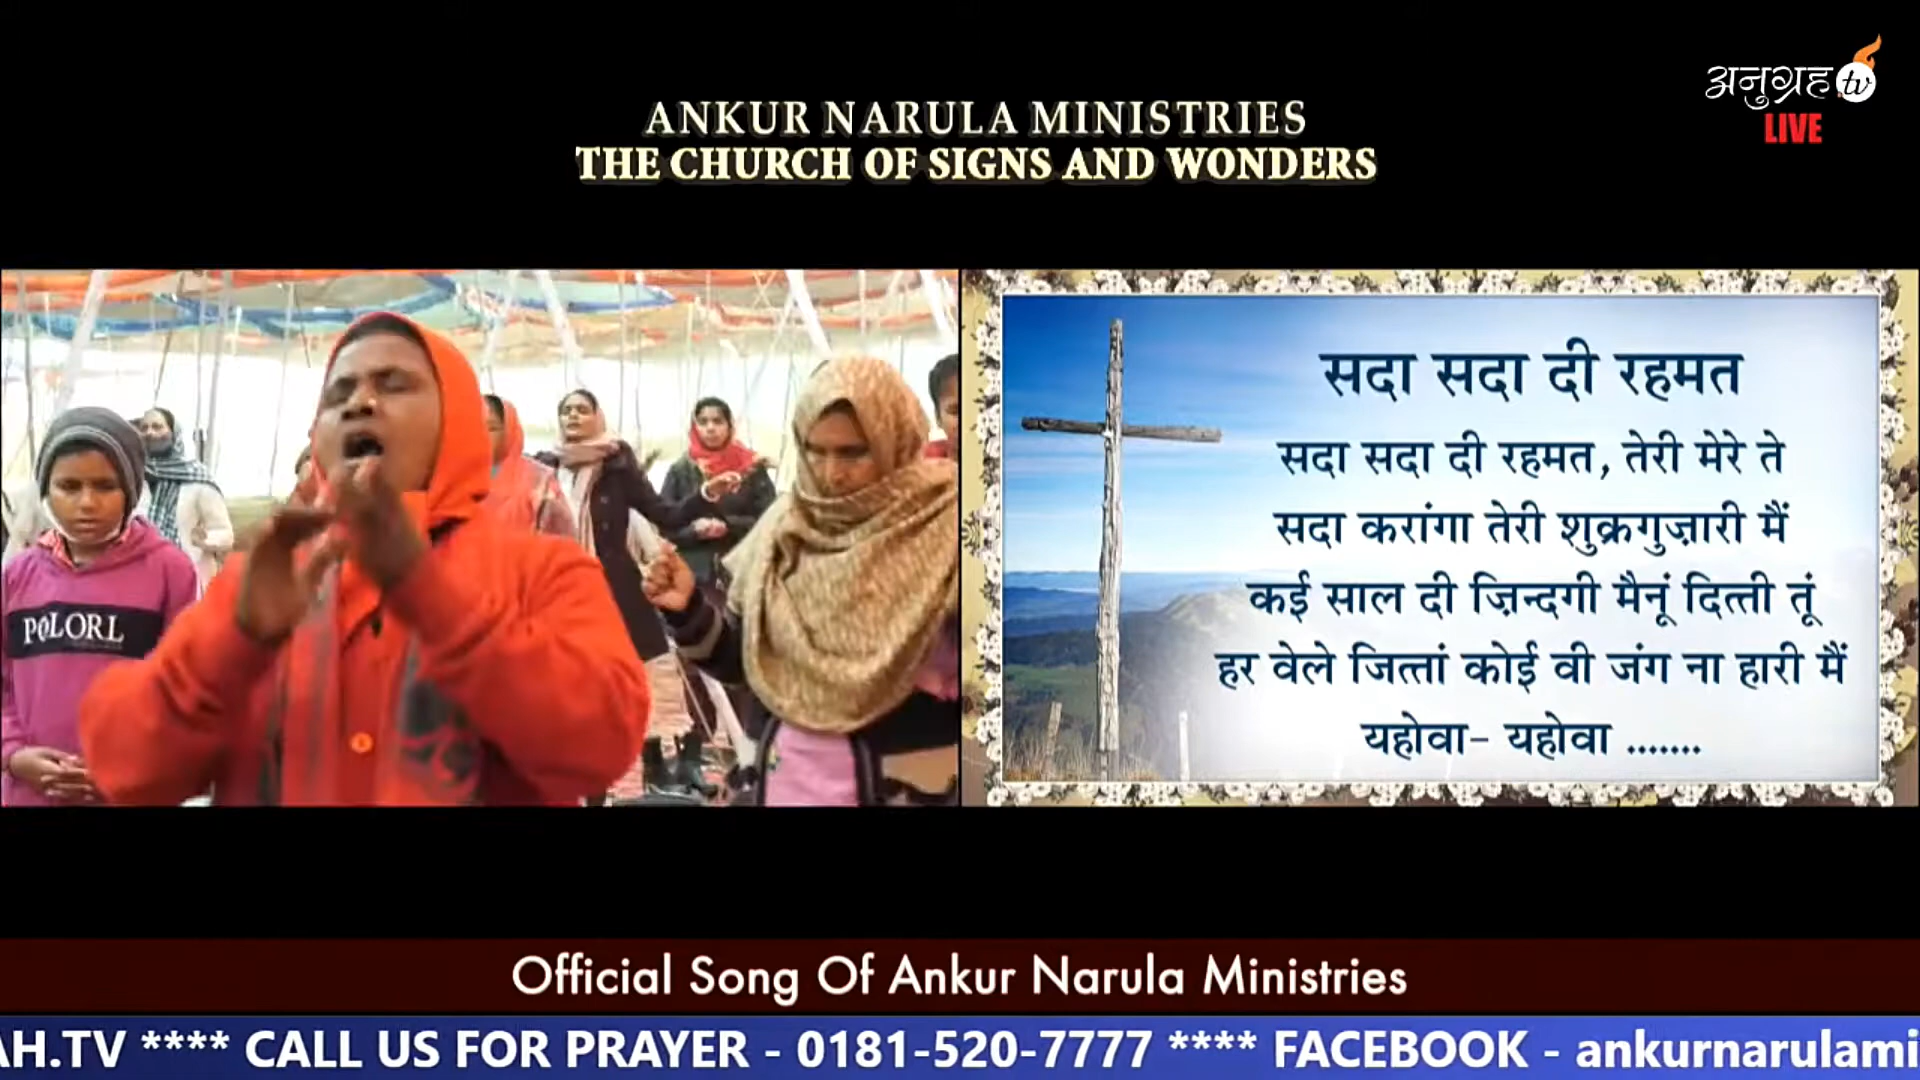 अनुग्रह.tv
LIVE
ANKUR NARULA MINISTRIES
THE CHURCH OF SIGNS AND WONDERS
POLORL
सदा सदा दी रहमत
सदा सदा दी रहमत, तेरी मेरे ते
सदा करांगा तेरी शुक्रगुज़ारी मैं
कई साल दी ज़िन्दगी मैनूं दित्ती तूं
हर वेले जित्तां कोई वी जंग ना हारी मैं
यहोवा- यहोवा .......
Official Song Of Ankur Narula Ministries
AH.TV **** CALL US FOR PRAYER - 0181-520-7777 **** FACEBOOK - ankurnarulami